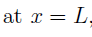 at x = L,